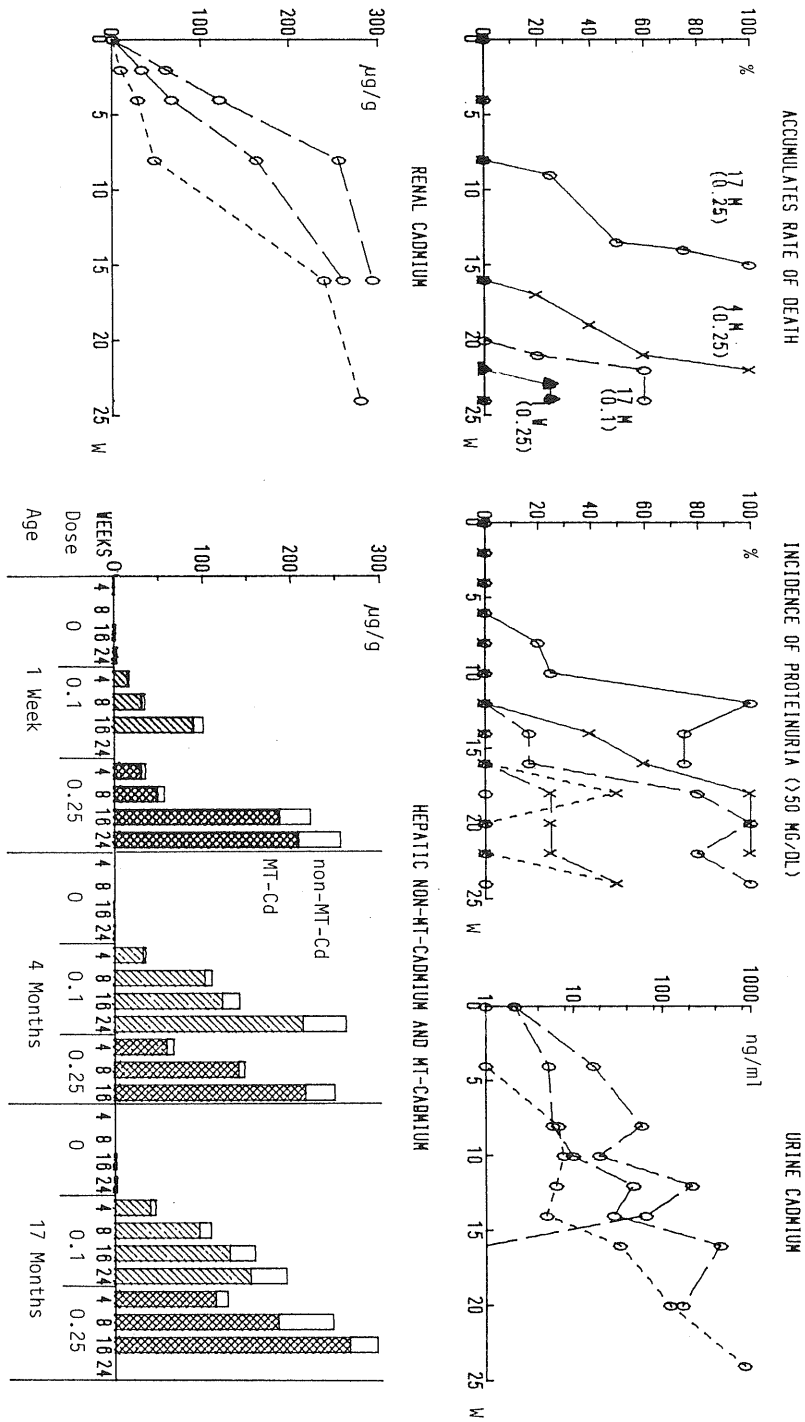 ACCUMULATES RATE OF DEATH
100 80 60 40 20 0
%
17 M
(0.25)
4 M
(0.25)
17 M
(0.1)
W
(0.25)
0 5 10 15 20 25 W
INCIDENCE OF PROTEINURIA (>50 MG/DL)
100 80 60 40 20 0
%
0 5 10 15 20 25 W
URINE CADMIUM
1000 100 10 1
ng/ml
0 5 10 15 20 25 W
RENAL CADMIUM
300 200 100 0
µg/g
0 5 10 15 20 25 W
HEPATIC NON-MT-CADMIUM AND MT-CADMIUM
300 200 100 0
µg/g
non-MT-Cd
MT-Cd
WEEKS 4 8 16 24 4 8 16 24 4 8 16 24 4 8 16 24 4 8 16 24 4 8 16 4 8 16 24 4 8 16 24 4 8 16 24
Dose 0 0.1 0.25 0 0.1 0.25 0 0.1 0.25
Age 1 Week 4 Months 17 Months